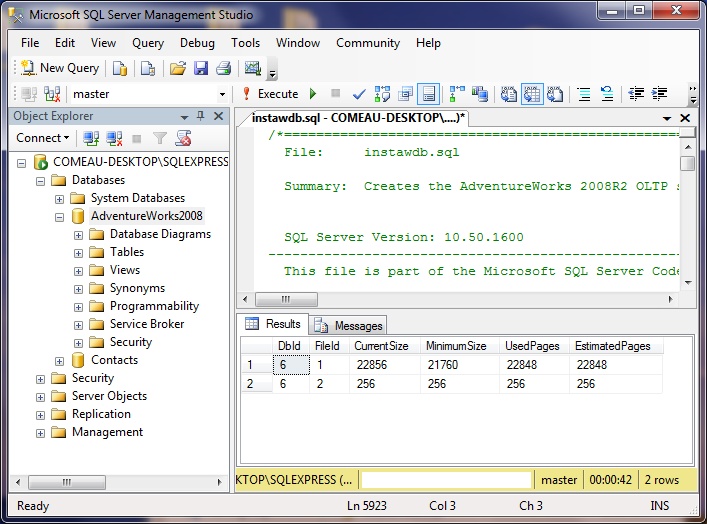 Microsoft SQL Server Management Studio
File Edit View Query Debug Tools Window Community Help
New Query
master Execute
Object Explorer
Connect
COMEAU-DESKTOP\SQLEXPRESS
Databases
System Databases
AdventureWorks2008
Database Diagrams
Tables
Views
Synonyms
Programmability
Service Broker
Security
Contacts
Security
Server Objects
Replication
Management
instawdb.sql - COMEAU-DESKTOP\....)*
/*============================================
File: instawdb.sql
Summary: Creates the AdventureWorks 2008R2 OLTP s
SQL Server Version: 10.50.1600
--------------------------------------------
This file is part of the Microsoft SQL Server Code
Results Messages
DbId FileId CurrentSize MinimumSize UsedPages EstimatedPages
1 6 1 22856 21760 22848 22848
2 6 2 256 256 256 256
KTOP\SQLEXPRESS (... master 00:00:42 2 rows
Ready Ln 5923 Col 3 Ch 3 INS